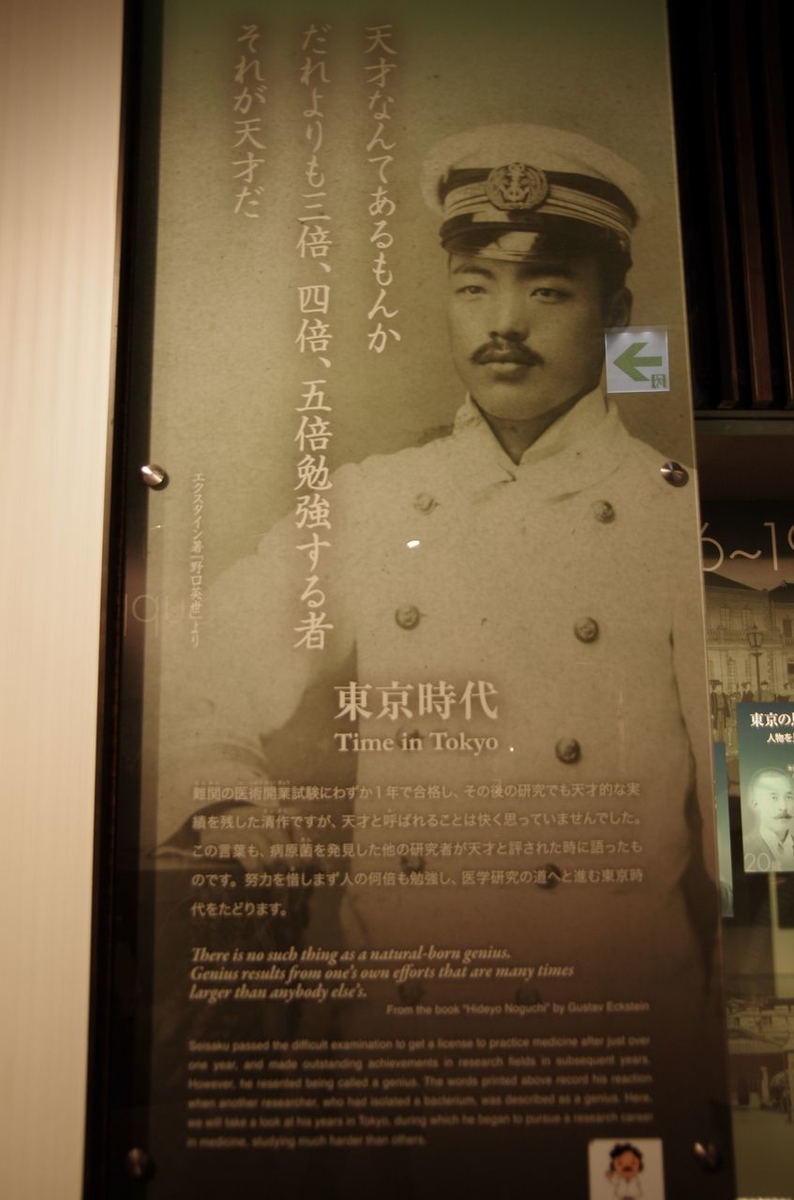 天才なんてあるもんか
だれよりも三倍、四倍、五倍勉強する者
それが天才だ
エクスタイン著「野口英世」より
東京時代
Time in Tokyo
難関の医術開業試験にわずか1年で合格し、その後の研究でも天才的な実
績を残した清作ですが、天才と呼ばれることは快く思っていませんでした。
この言葉も、病原菌を発見した他の研究者が天才と評された時に語ったも
のです。努力を惜しまず人の何倍も勉強し、医学研究の道へと進む東京時
代をたどります。
There is no such thing as a natural-born genius.
Genius results from one's own efforts that are many times
larger than anybody else's.
From the book "Hideyo Noguchi" by Gustav Eckstein
Seisaku passed the difficult examination to get a license to practice medicine after just over
one year, and made outstanding achievements in research fields in subsequent years.
However, he resented being called a genius. The words printed above record his reaction
when another researcher, who had isolated a bacterium, was described as a genius. Here,
we will take a look at his years in Tokyo, during which he began to pursue a research career
in medicine, studying much harder than others.
6~19
東京の
人物を
20